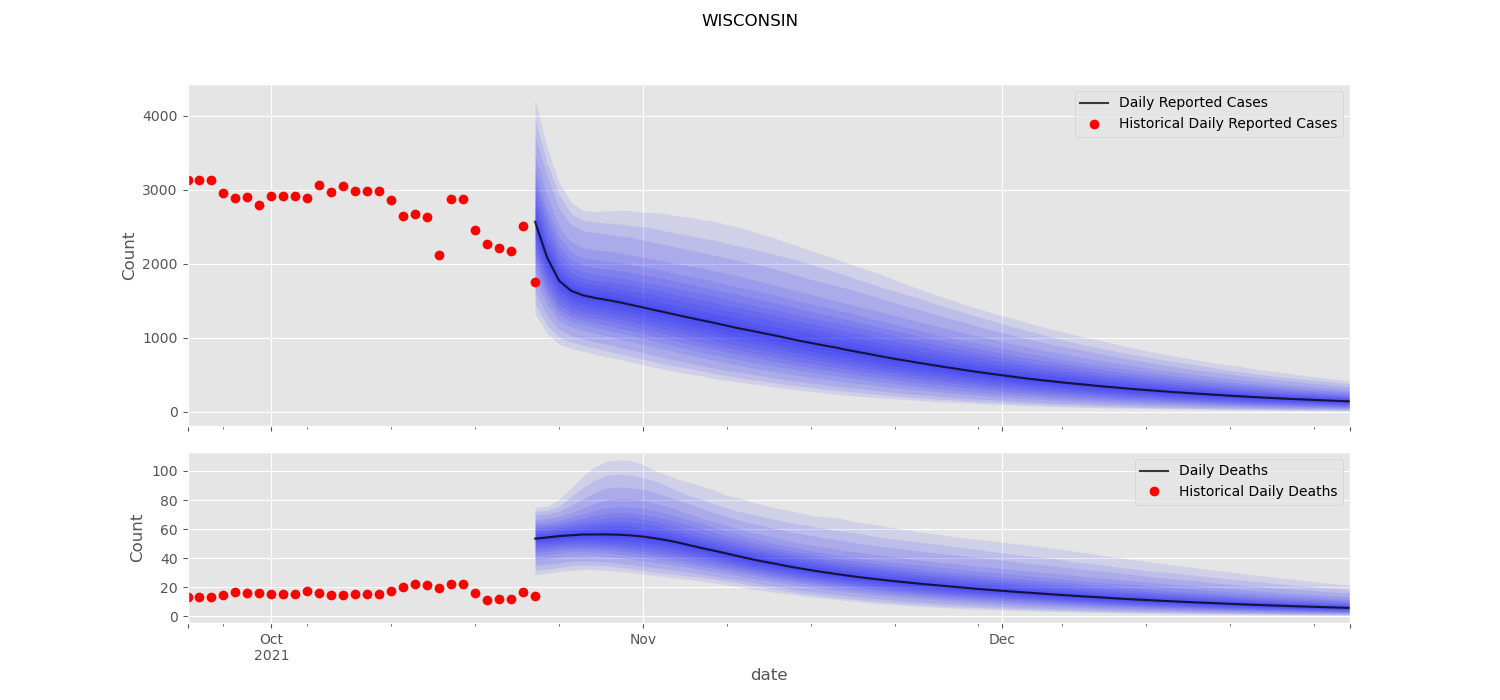 WISCONSIN
Daily Reported Cases
Historical Daily Reported Cases
4000
3000
2000
1000
0
Count
Daily Deaths
Historical Daily Deaths
100
80
60
40
20
0
Count
Oct
2021
Nov
Dec
date